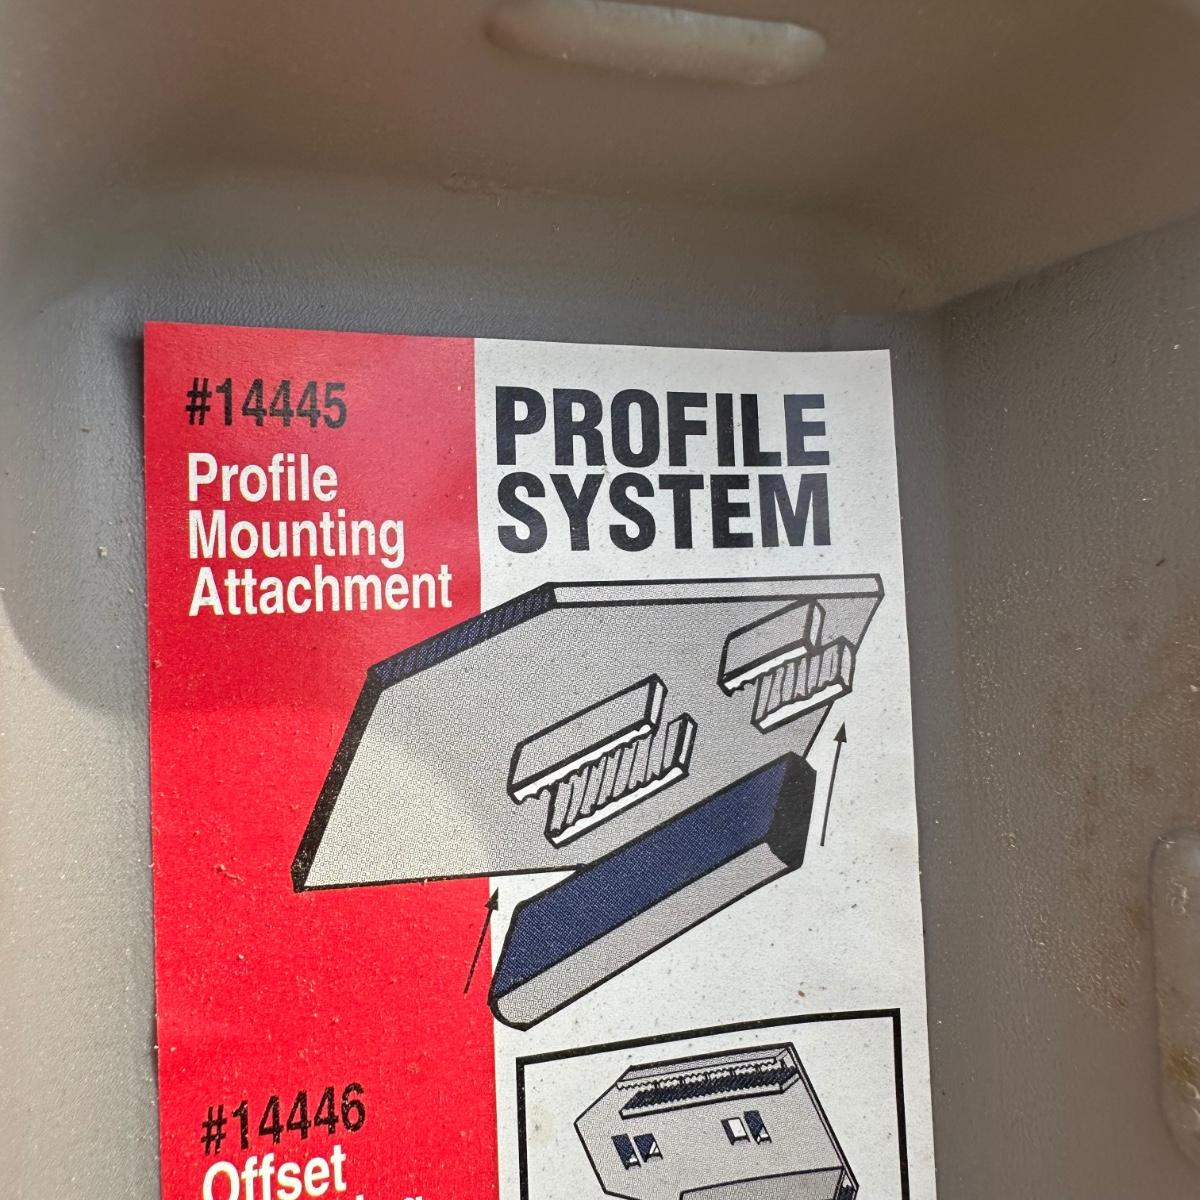 #14445
Profile
Mounting
Attachment
PROFILE
SYSTEM
#14446
Offset